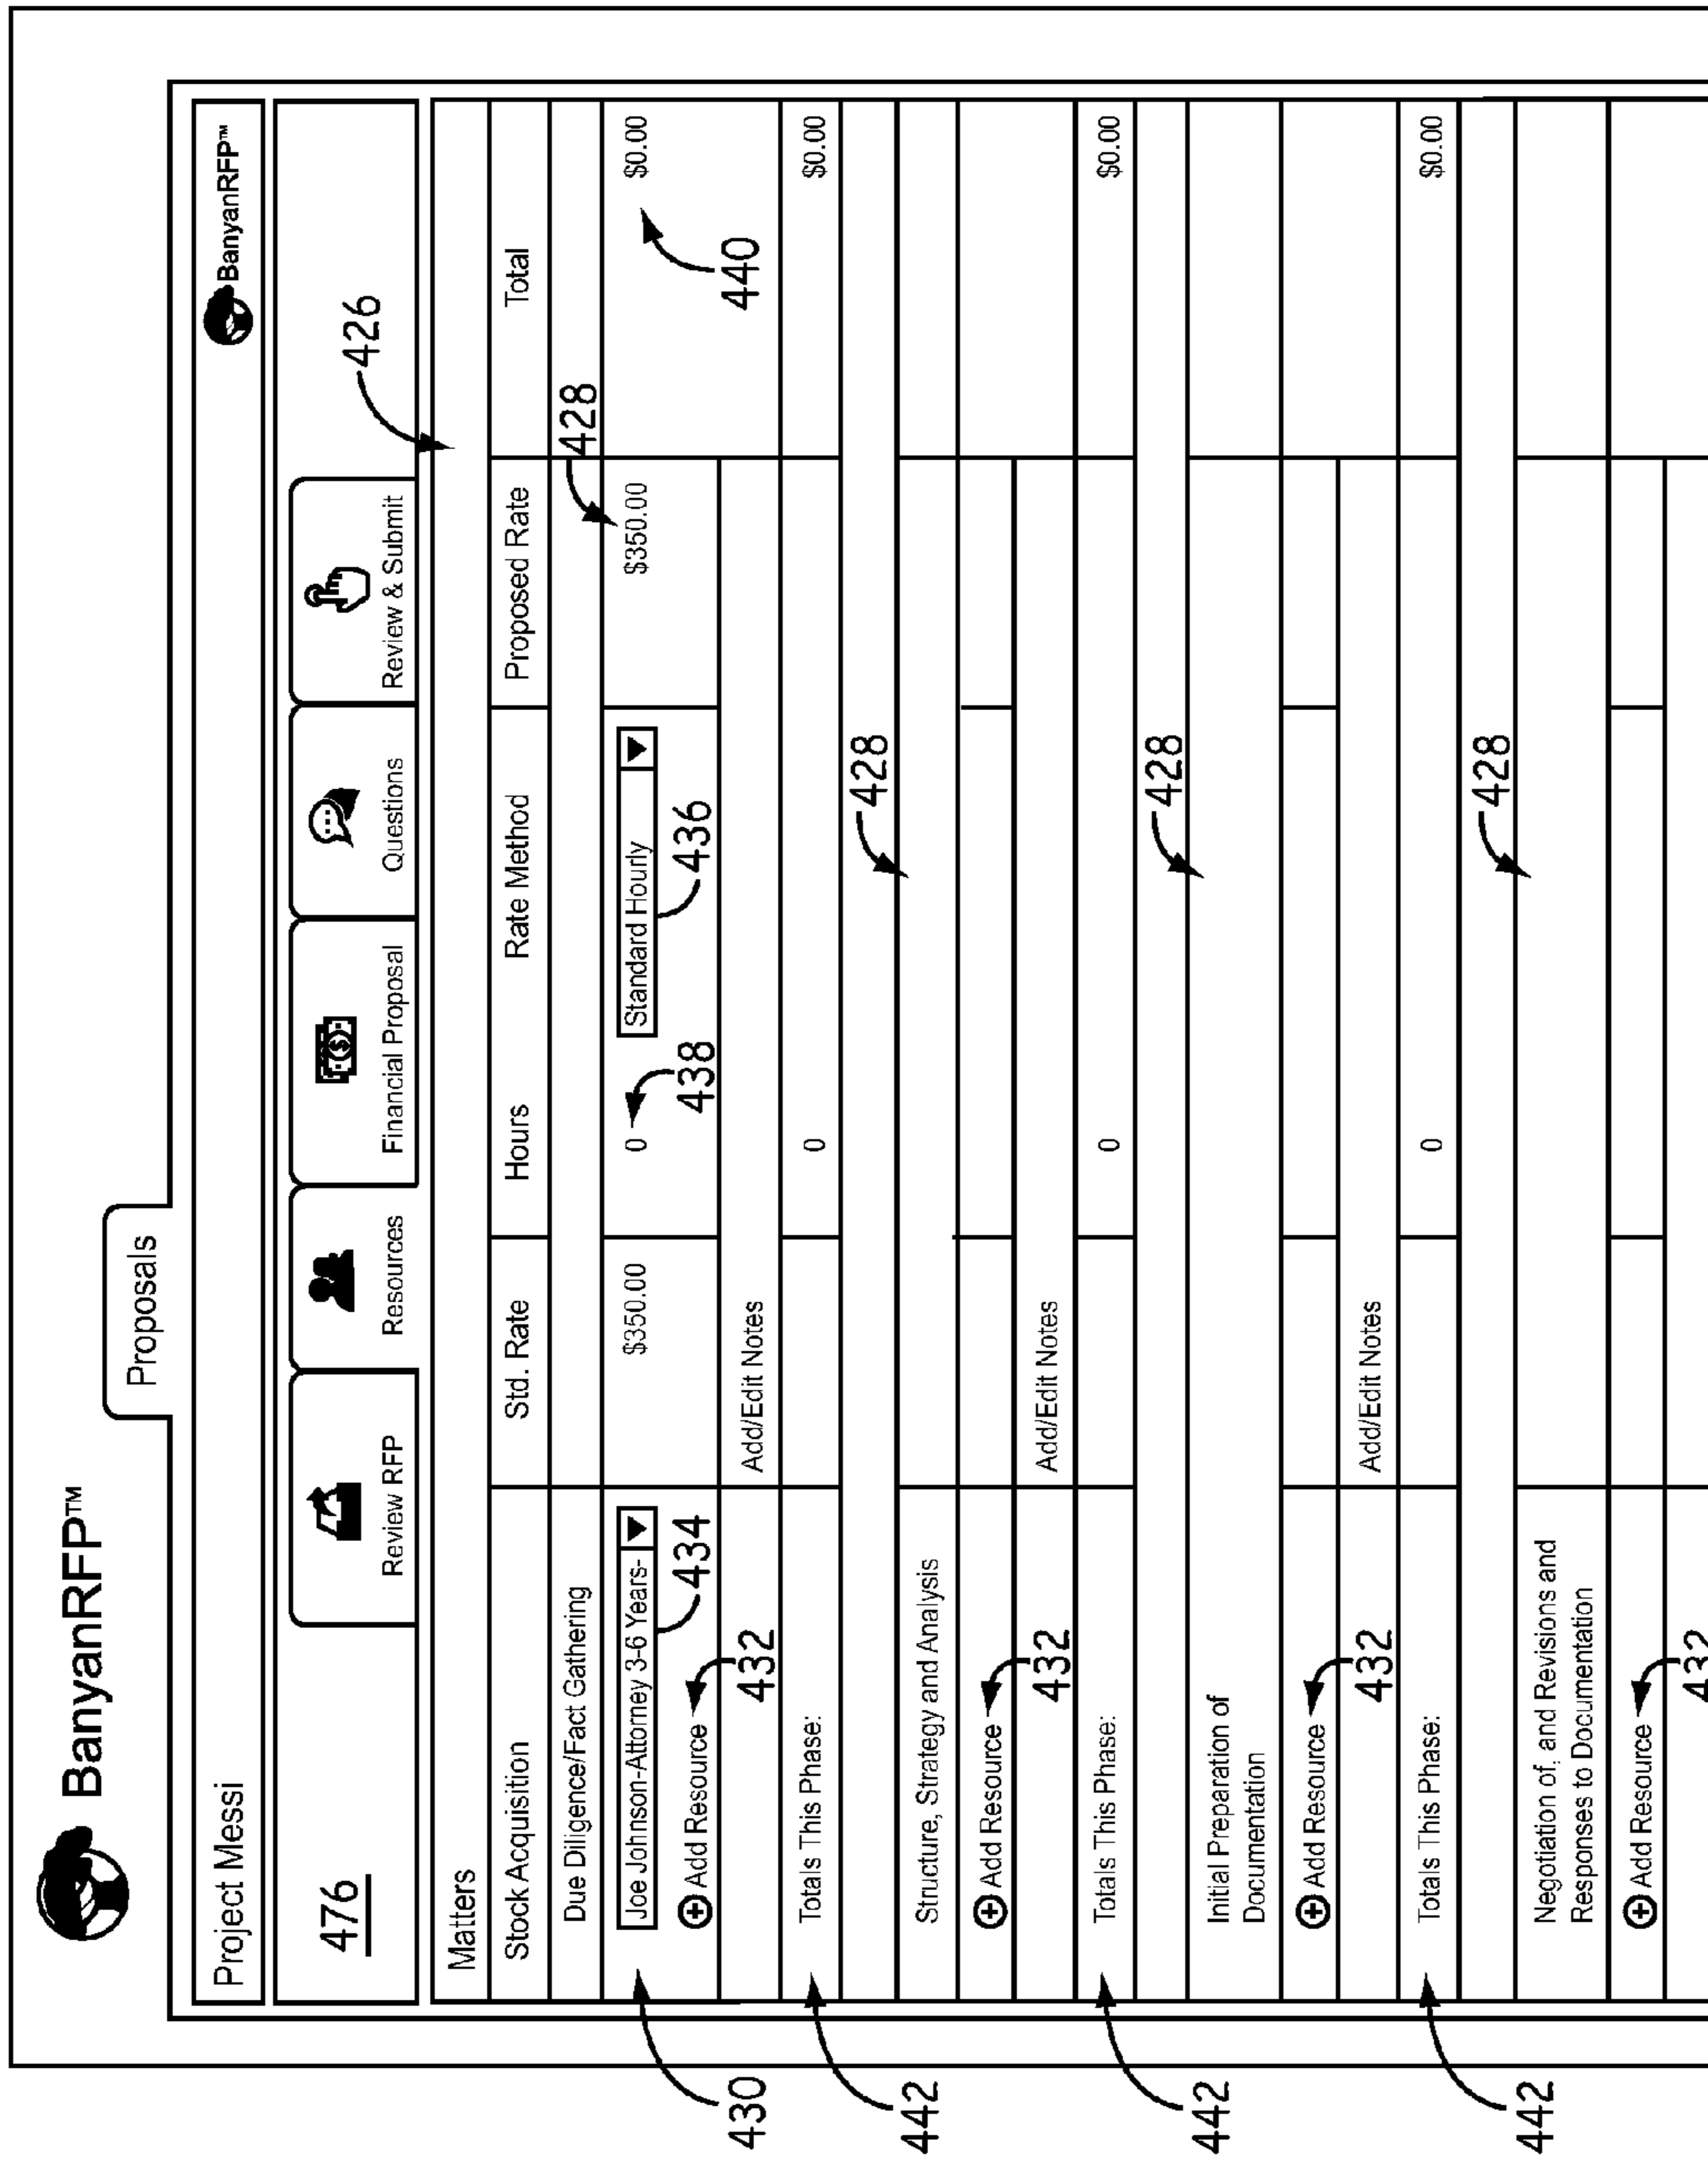 BanyanRFP™
Proposals
Project Messi
BanyanRFP™
476
Review RFP
Resources
Financial Proposal
Questions
Review & Submit
426
Matters
Stock Acquisition Std. Rate Hours Rate Method Proposed Rate Total
Due Diligence/Fact Gathering
428
430
Joe Johnson-Attorney 3-6 Years- $350.00 0 Standard Hourly $350.00 $0.00
434
438
436
440
Add Resource
432
Add/Edit Notes
442
Totals This Phase: 0 $0.00
428
Structure, Strategy and Analysis
Add Resource
432
Add/Edit Notes
442
Totals This Phase: 0 $0.00
428
Initial Preparation of
Documentation
Add Resource
432
Add/Edit Notes
442
Totals This Phase: 0 $0.00
428
Negotiation of, and Revisions and
Responses to Documentation
Add Resource
432